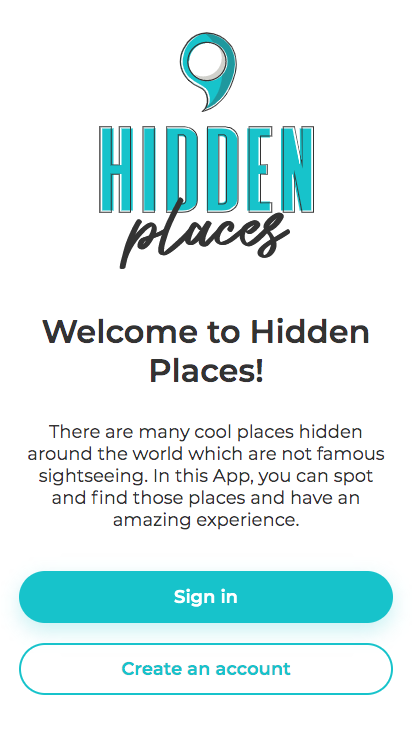 HIDDEN
places
Welcome to Hidden
Places!
There are many cool places hidden
around the world which are not famous
sightseeing. In this App, you can spot
and find those places and have an
amazing experience.
Sign in
Create an account